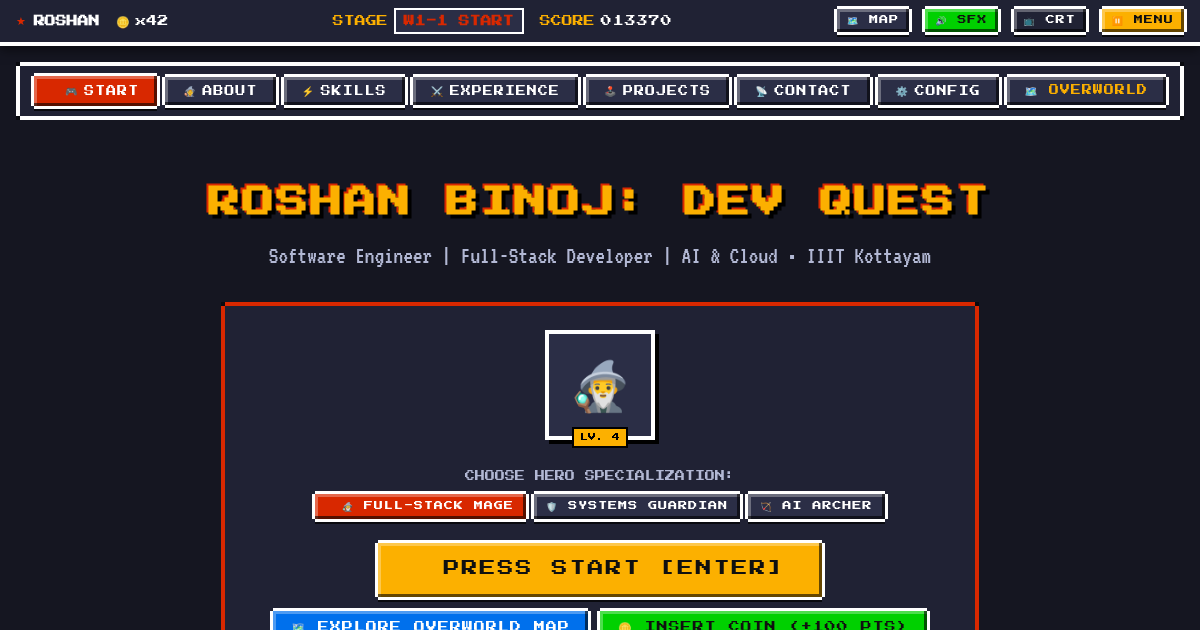 ROSHAN x42 STAGE W1-1 START SCORE 013370 MAP SFX CRT MENU
START ABOUT SKILLS EXPERIENCE PROJECTS CONTACT CONFIG OVERWORLD
ROSHAN BINOJ: DEV QUEST
Software Engineer | Full-Stack Developer | AI & Cloud • IIIT Kottayam
LV. 4
CHOOSE HERO SPECIALIZATION:
FULL-STACK MAGE SYSTEMS GUARDIAN AI ARCHER
PRESS START [ENTER]
EXPLORE OVERWORLD MAP INSERT COIN (+100 PTS)